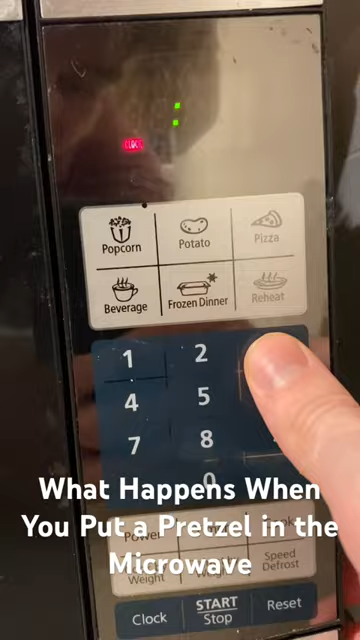 LOCK
Popcorn
Potato
Pizza
Beverage
Frozen Dinner
Reheat
1 2
4 5
7 8
0
What Happens When
You Put a Pretzel in the
Microwave
Power
Weight
Speed
Defrost
Clock
START
Stop
Reset